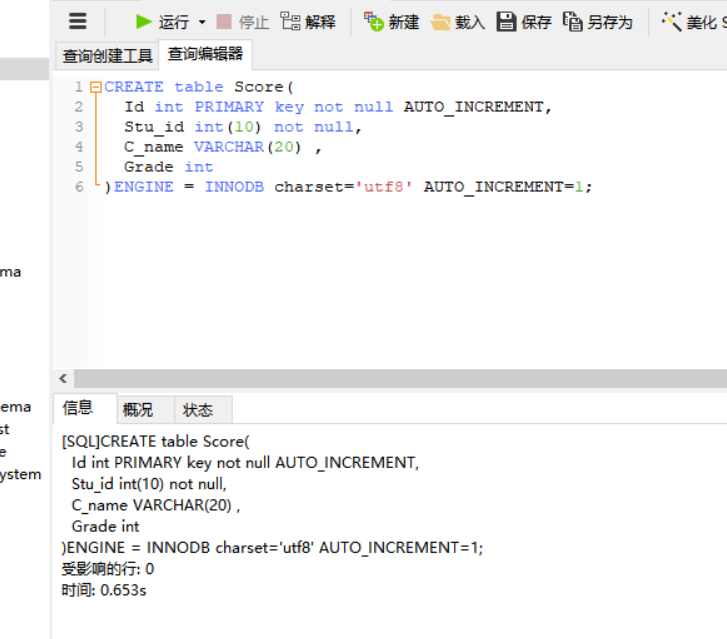 运行 停止 解释 新建 载入 保存 另存为 美化 S
查询创建工具 查询编辑器
1 CREATE table Score(
2 Id int PRIMARY key not null AUTO_INCREMENT,
3 Stu_id int(10) not null,
4 C_name VARCHAR(20) ,
5 Grade int
6 )ENGINE = INNODB charset='utf8' AUTO_INCREMENT=1;
ma
ema
st
e
ystem
信息 概况 状态
[SQL]CREATE table Score(
Id int PRIMARY key not null AUTO_INCREMENT,
Stu_id int(10) not null,
C_name VARCHAR(20) ,
Grade int
)ENGINE = INNODB charset='utf8' AUTO_INCREMENT=1;
受影响的行: 0
时间: 0.653s